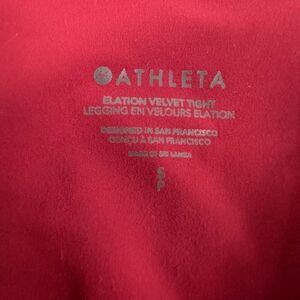 ATHLETA
ELATION VELVET TIGHT
LEGGING EN VELOURS ELATION
DESIGNED IN SAN FRANCISCO
CONÇU À SAN FRANCISCO
MADE IN SRI LANKA
S
P